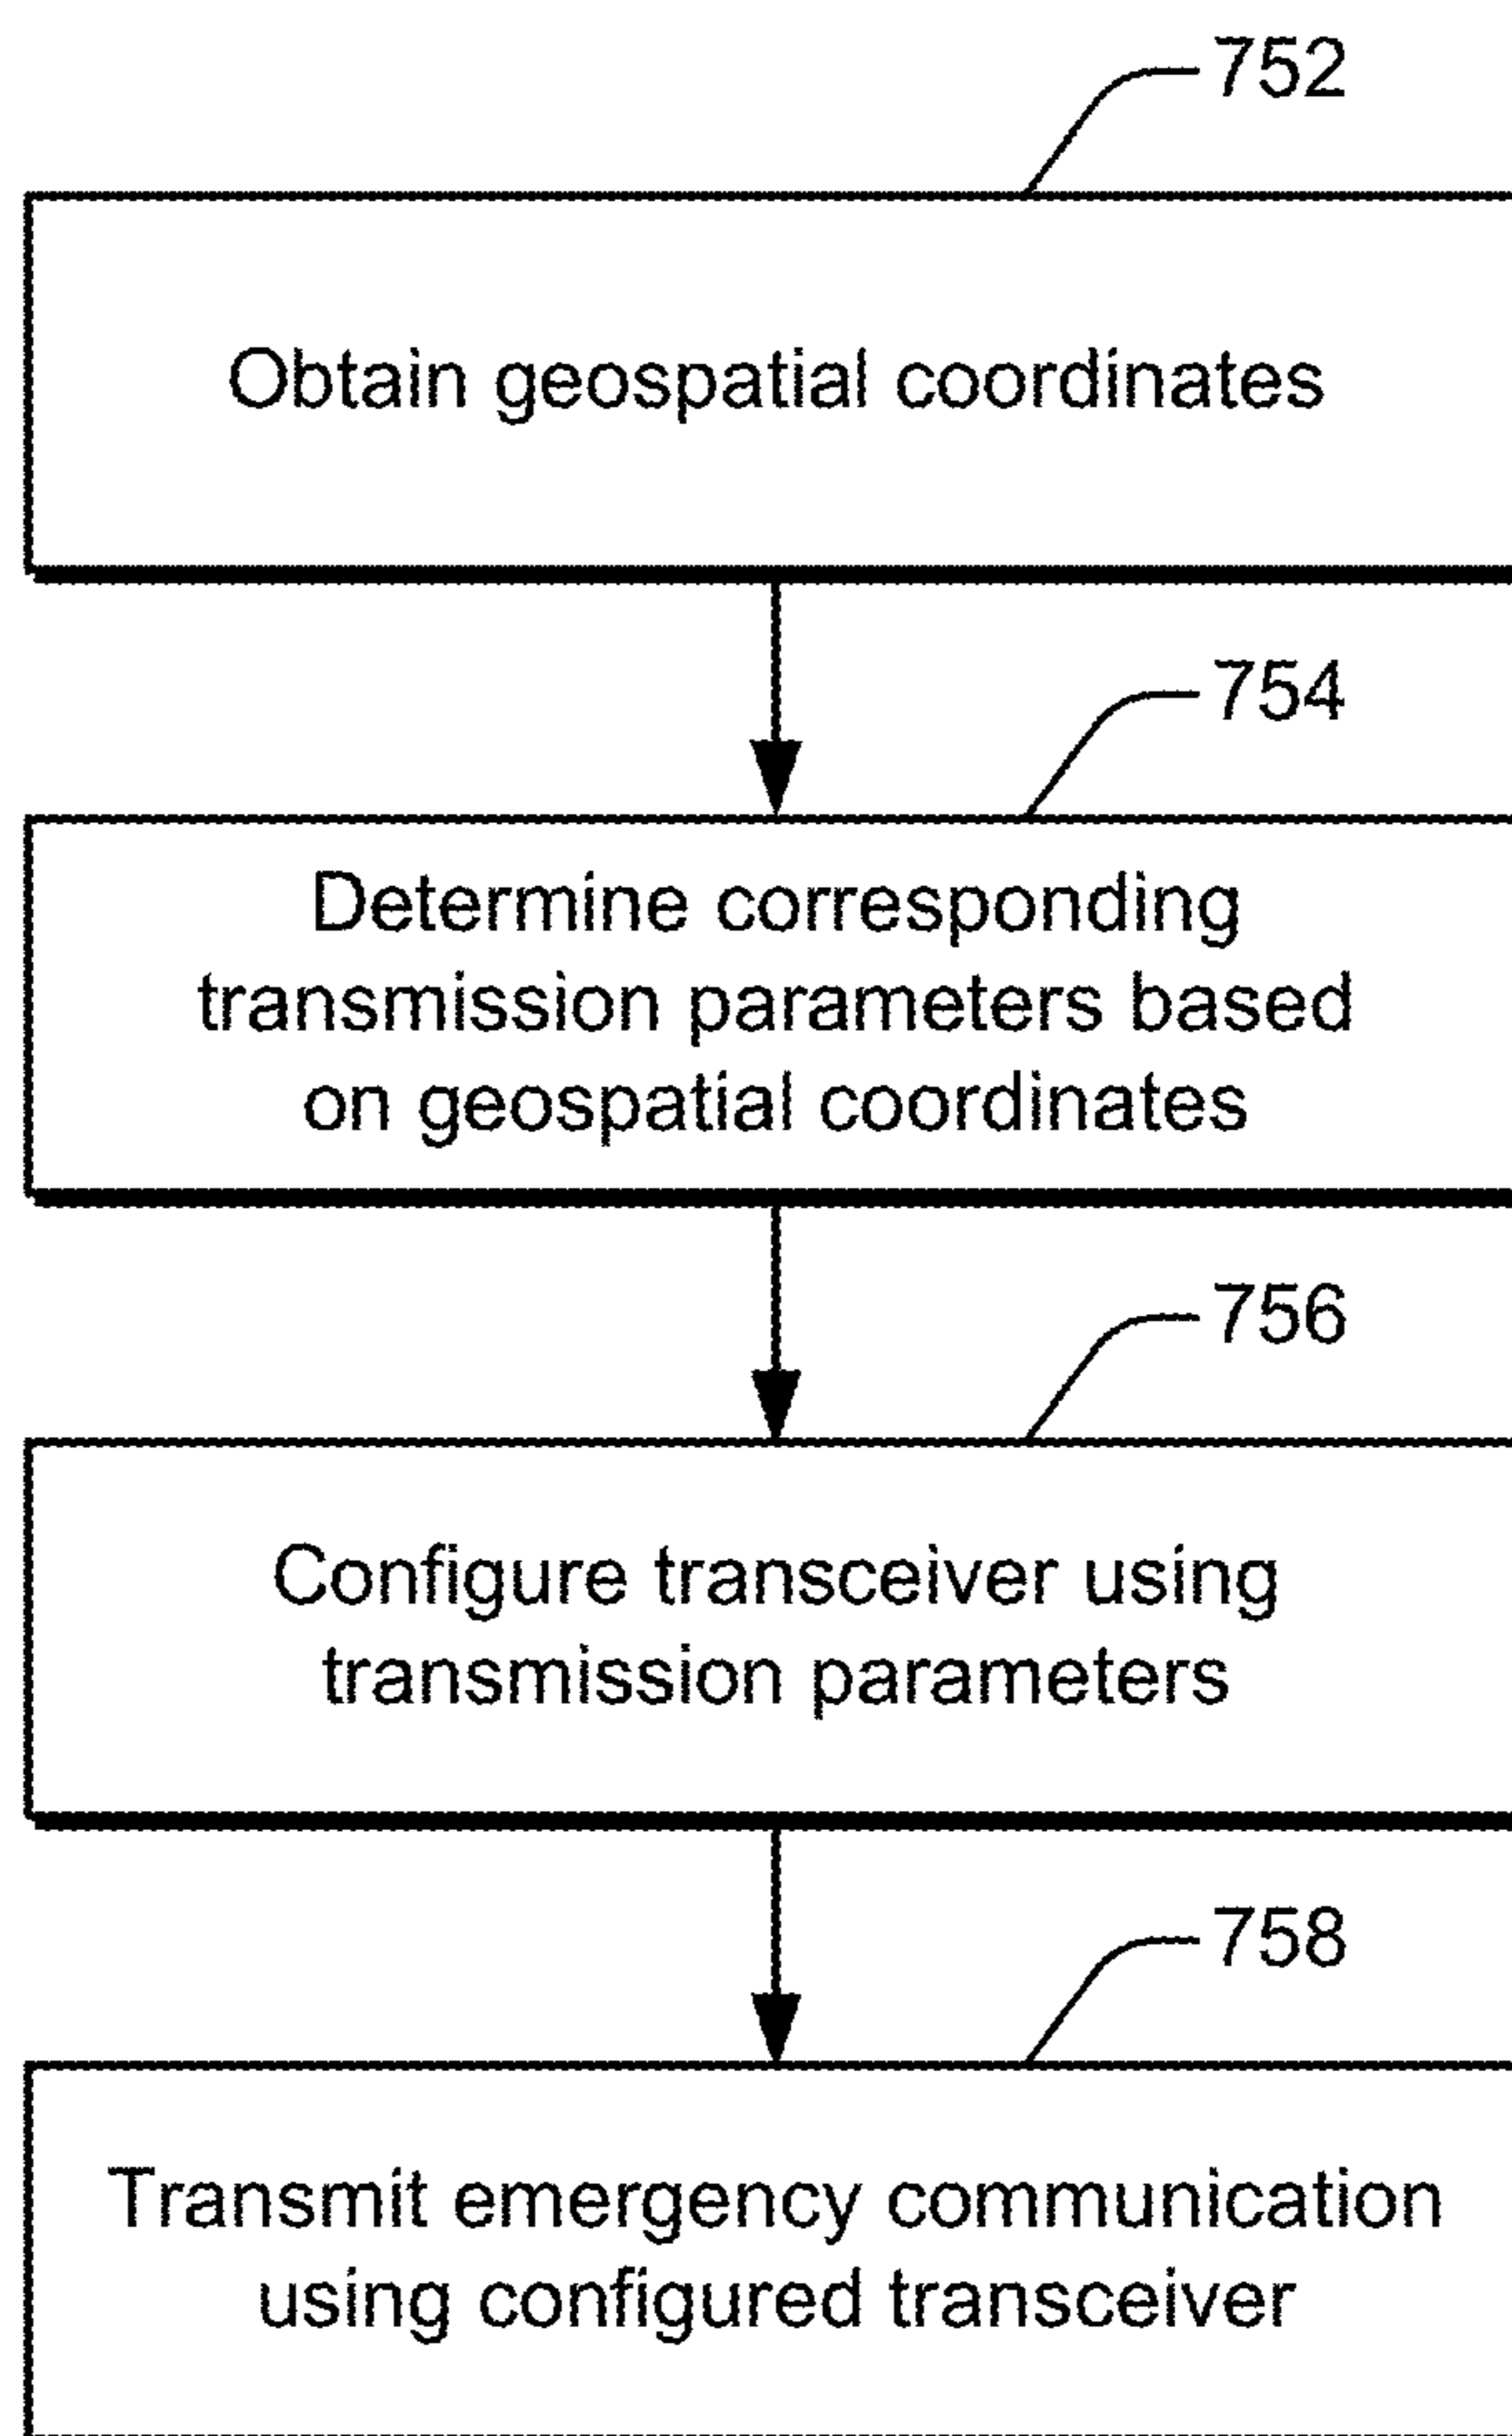 752
Obtain geospatial coordinates
754
Determine corresponding
transmission parameters based
on geospatial coordinates
756
Configure transceiver using
transmission parameters
758
Transmit emergency communication
using configured transceiver